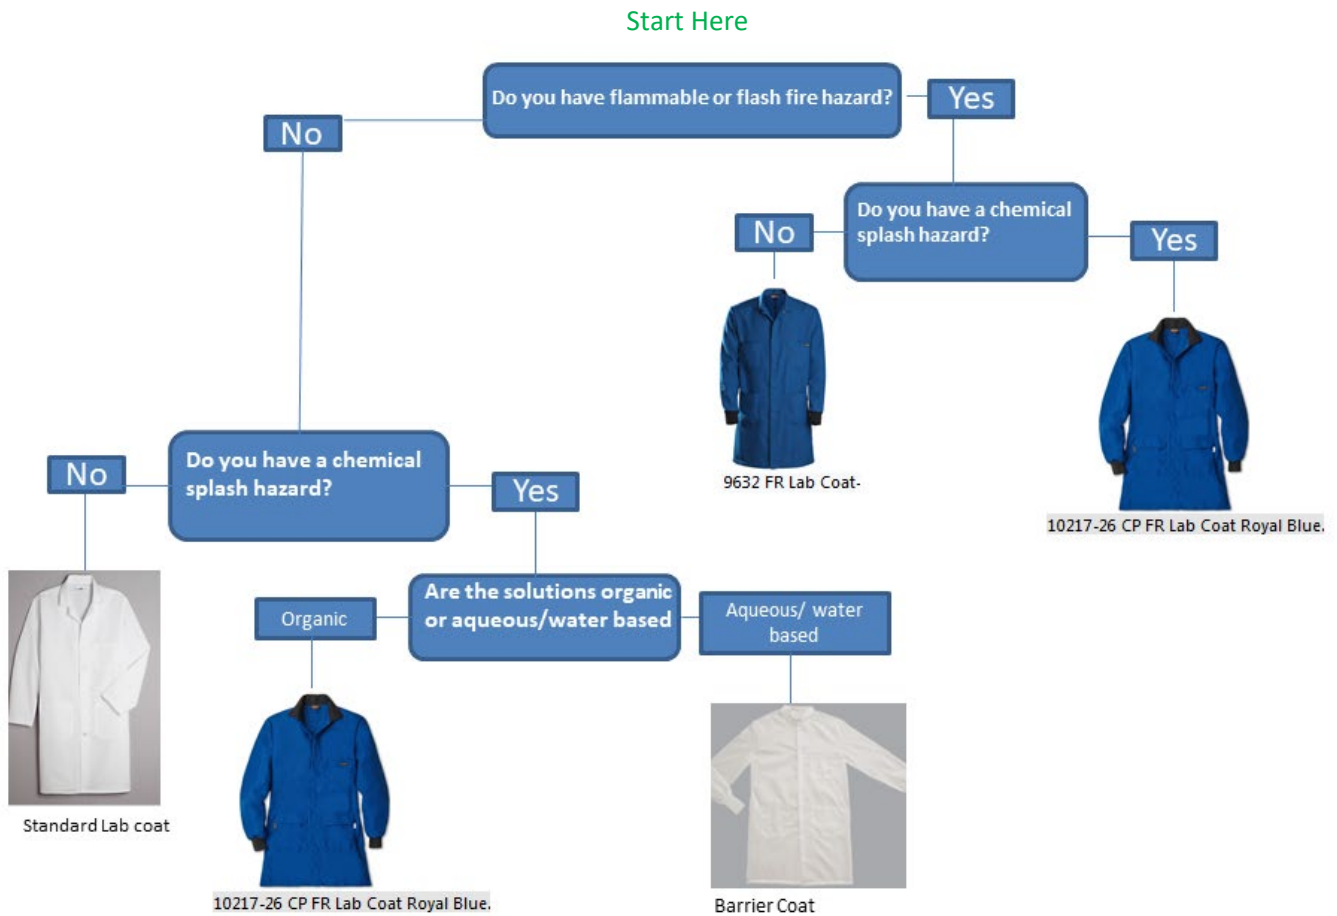 Start Here
Do you have flammable or flash fire hazard?
Yes
No
Do you have a chemical
splash hazard?
No
Yes
9632 FR Lab Coat-
10217-26 CP FR Lab Coat Royal Blue.
Do you have a chemical
splash hazard?
No
Yes
Are the solutions organic
or aqueous/water based
Organic
Aqueous/ water
based
Standard Lab coat
10217-26 CP FR Lab Coat Royal Blue.
Barrier Coat